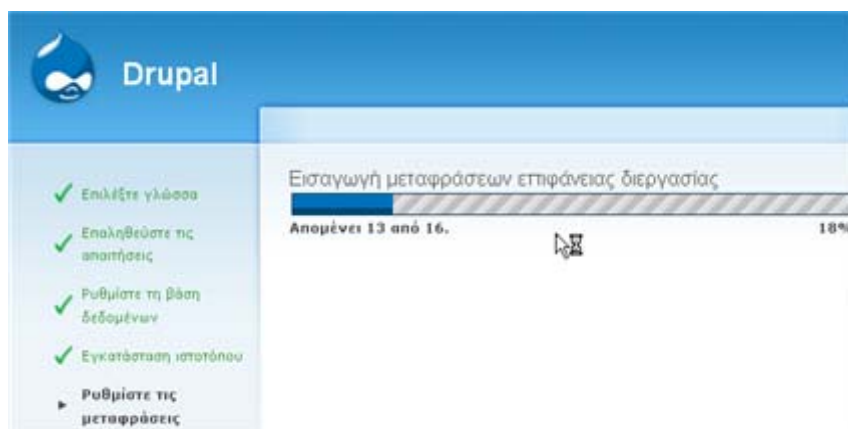 Drupal
Επιλέξτε γλώσσα
Επαληθεύστε τις
απαιτήσεις
Ρυθμίστε τη βάση
δεδομένων
Εγκατάσταση ιστοτόπου
Ρυθμίστε τις
μεταφράσεις
Εισαγωγή μεταφράσεων επιφάνειας διεργασίας
Απομένει 13 από 16.
18%